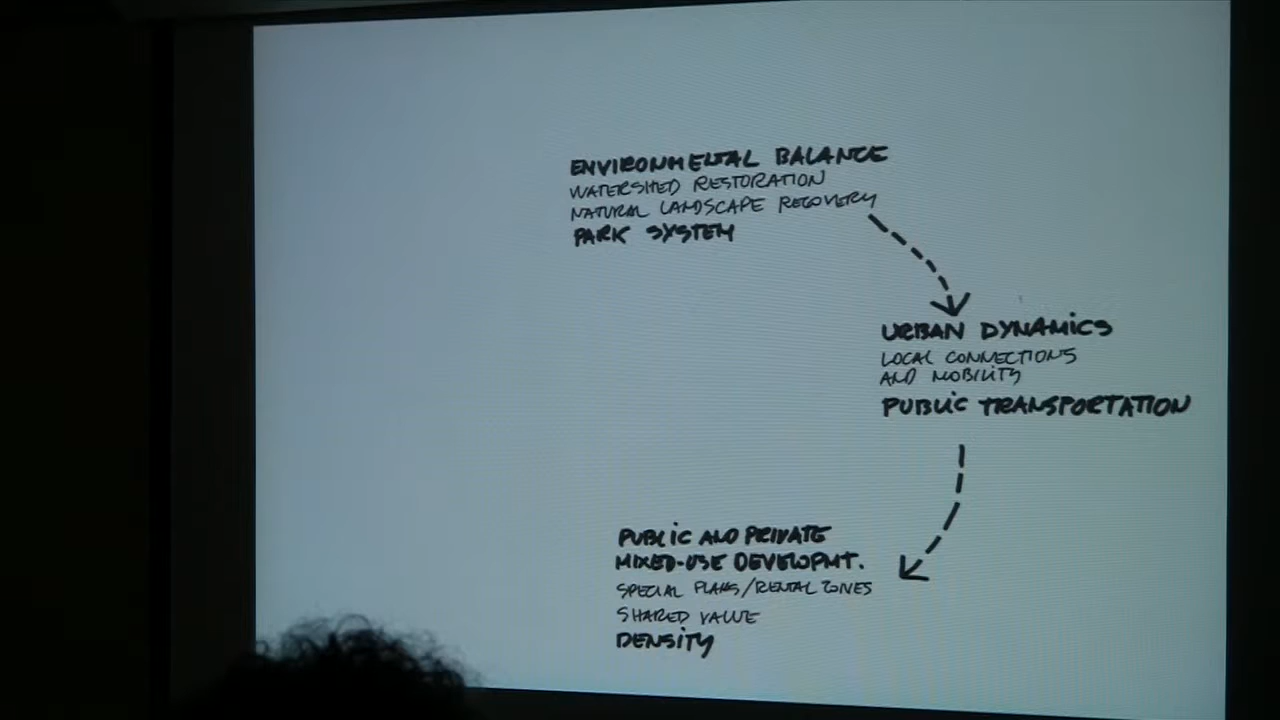 ENVIRONMENTAL BALANCE
WATERSHED RESTORATION
NATURAL LANDSCAPE RECOVERY
PARK SYSTEM
URBAN DYNAMICS
LOCAL CONNECTIONS
AND MOBILITY
PUBLIC TRANSPORTATION
PUBLIC AND PRIVATE
MIXED-USE DEVELOPMT.
SPECIAL PLANS/RENTAL ZONES
SHARED VALUE
DENSITY